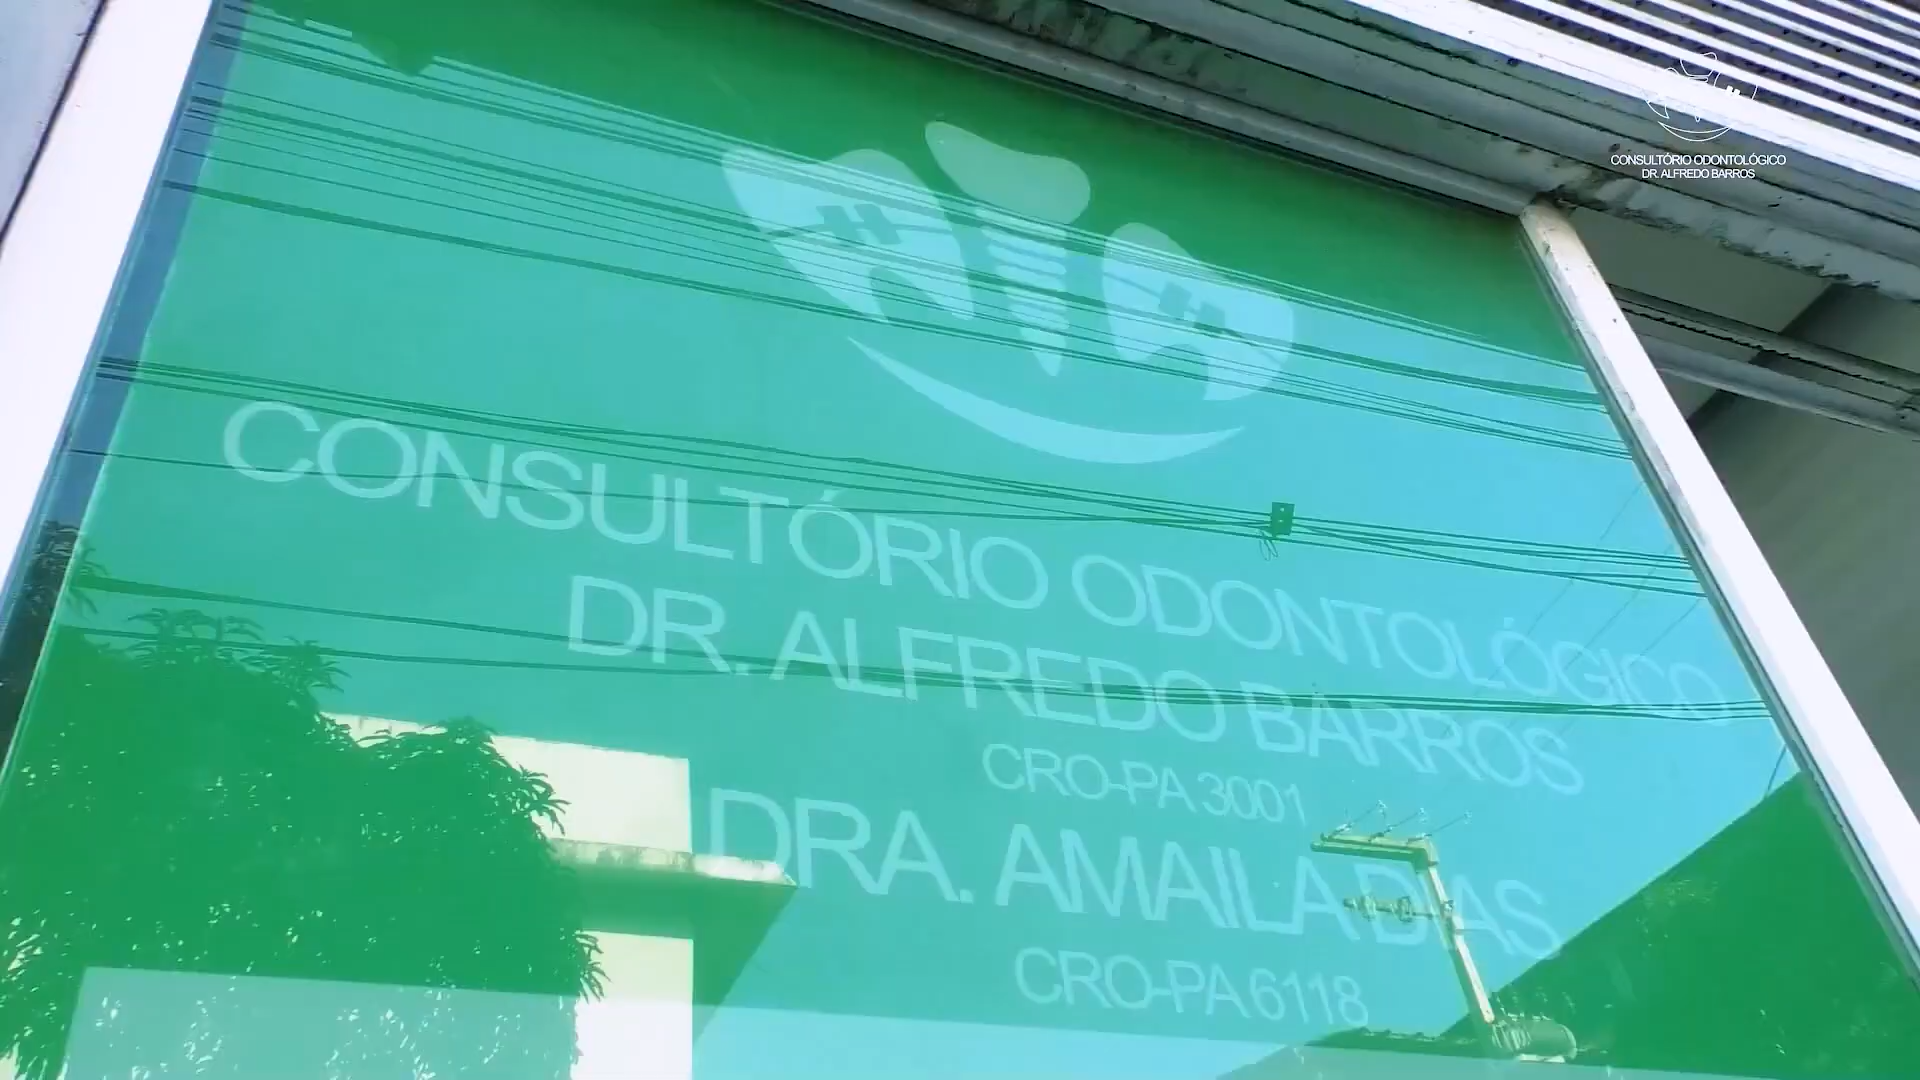 CONSULTÓRIO ODONTOLÓGICO
DR. ALFREDO BARROS
CONSULTÓRIO ODONTOLÓGICO
DR. ALFREDO BARROS
CRO-PA 3001
DRA. AMAILA DIAS
CRO-PA 6118